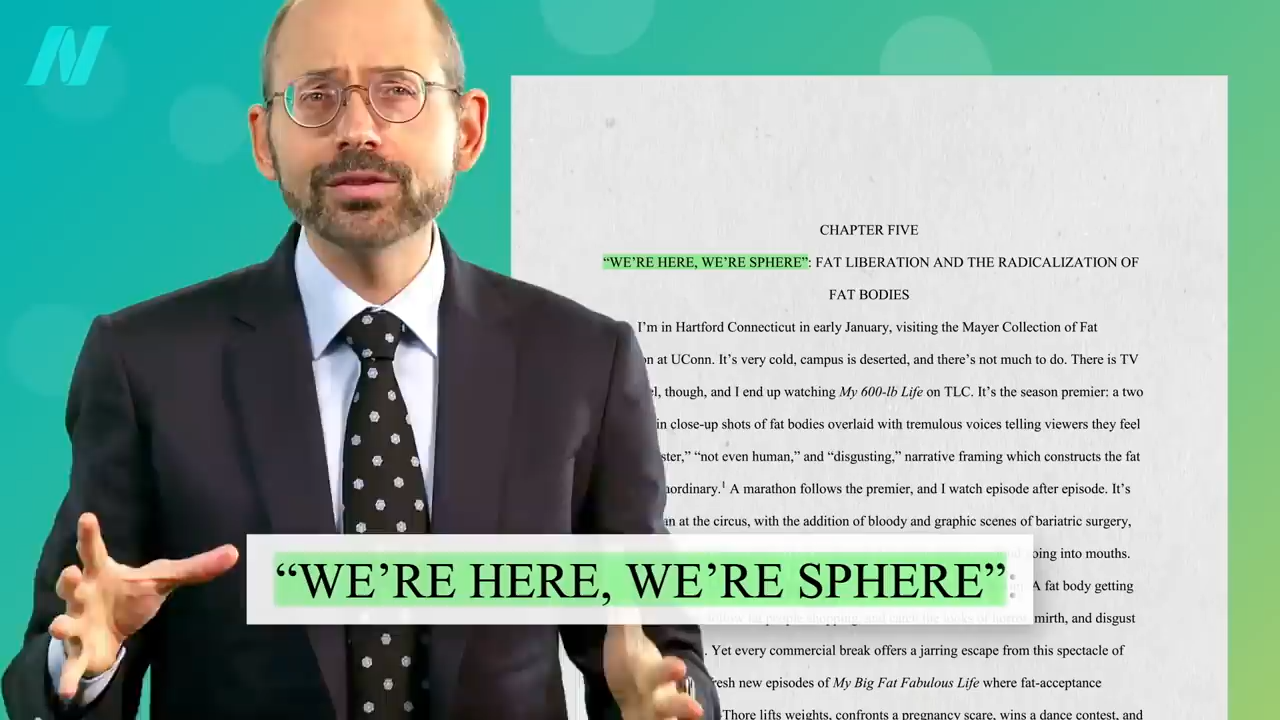 CHAPTER FIVE
“WE’RE HERE, WE’RE SPHERE”: FAT LIBERATION AND THE RADICALIZATION OF
FAT BODIES
I’m in Hartford Connecticut in early January, visiting the Mayer Collection of Fat
at UConn. It’s very cold, campus is deserted, and there’s not much to do. There is TV
though, and I end up watching My 600-lb Life on TLC. It’s the season premier: a two
in close-up shots of fat bodies overlaid with tremulous voices telling viewers they feel
“not even human,” and “disgusting,” narrative framing which constructs the fat
1 A marathon follows the premier, and I watch episode after episode. It’s
at the circus, with the addition of bloody and graphic scenes of bariatric surgery,
going into mouths.
“WE’RE HERE, WE’RE SPHERE”:
A fat body getting
mirth, and disgust
. Yet every commercial break offers a jarring escape from this spectacle of
new episodes of My Big Fat Fabulous Life where fat-acceptance
Thore lifts weights, confronts a pregnancy scare, wins a dance contest, and